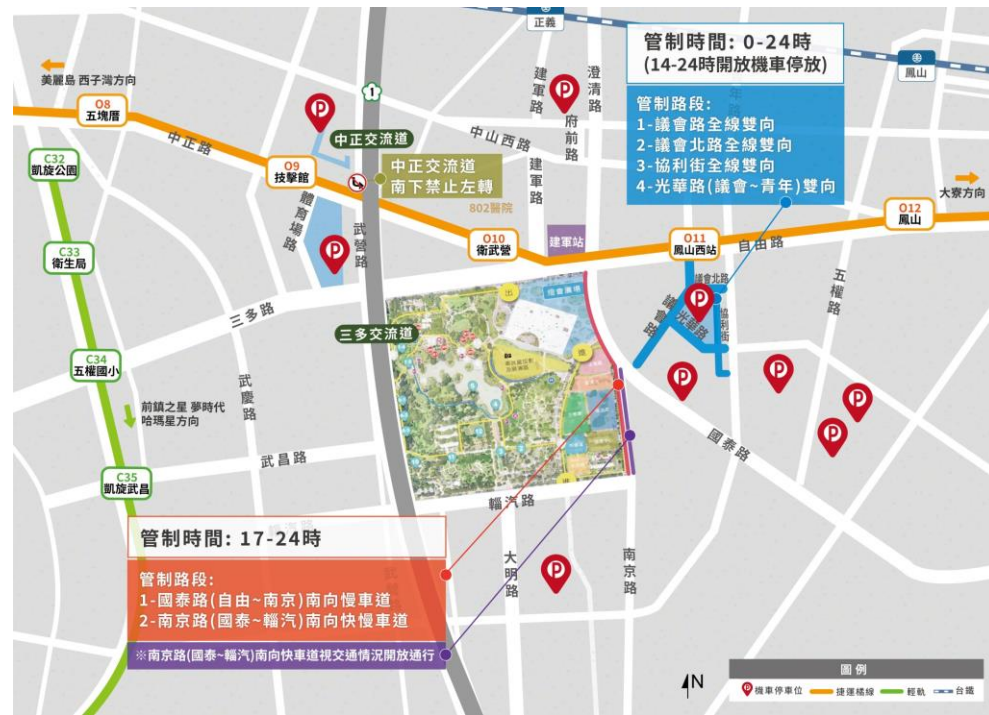 正義
鳳山
管制時間: 0-24時
(14-24時開放機車停放)
管制路段:
1-議會路全線雙向
2-議會北路全線雙向
3-協利街全線雙向
4-光華路(議會~青年)雙向
美麗島 西子灣方向
O8
五塊厝
中正路
1
中正交流道
建軍路
澄清路
府前路
中山西路
建軍路
O9
技擊館
中正交流道
南下禁止左轉
802醫院
大寮方向
O12
鳳山
C32
凱旋公園
體育場路
武營路
O10
衛武營
建軍站
O11
鳳山西站
自由路
五權路
C33
衛生局
三多路
三多交流道
出
議會北路
議會路
光華路
協利街
C34
五權國小
武慶路
前鎮之星 夢時代
哈瑪星方向
國泰路
武昌路
C35
凱旋武昌
輜汽路
管制時間: 17-24時
管制路段:
1-國泰路(自由~南京)南向慢車道
2-南京路(國泰~輜汽)南向快慢車道
※南京路(國泰~輜汽)南向快車道視交通情況開放通行
大明路
南京路
N
圖例
機車停車位
捷運橘線
輕軌
台鐵